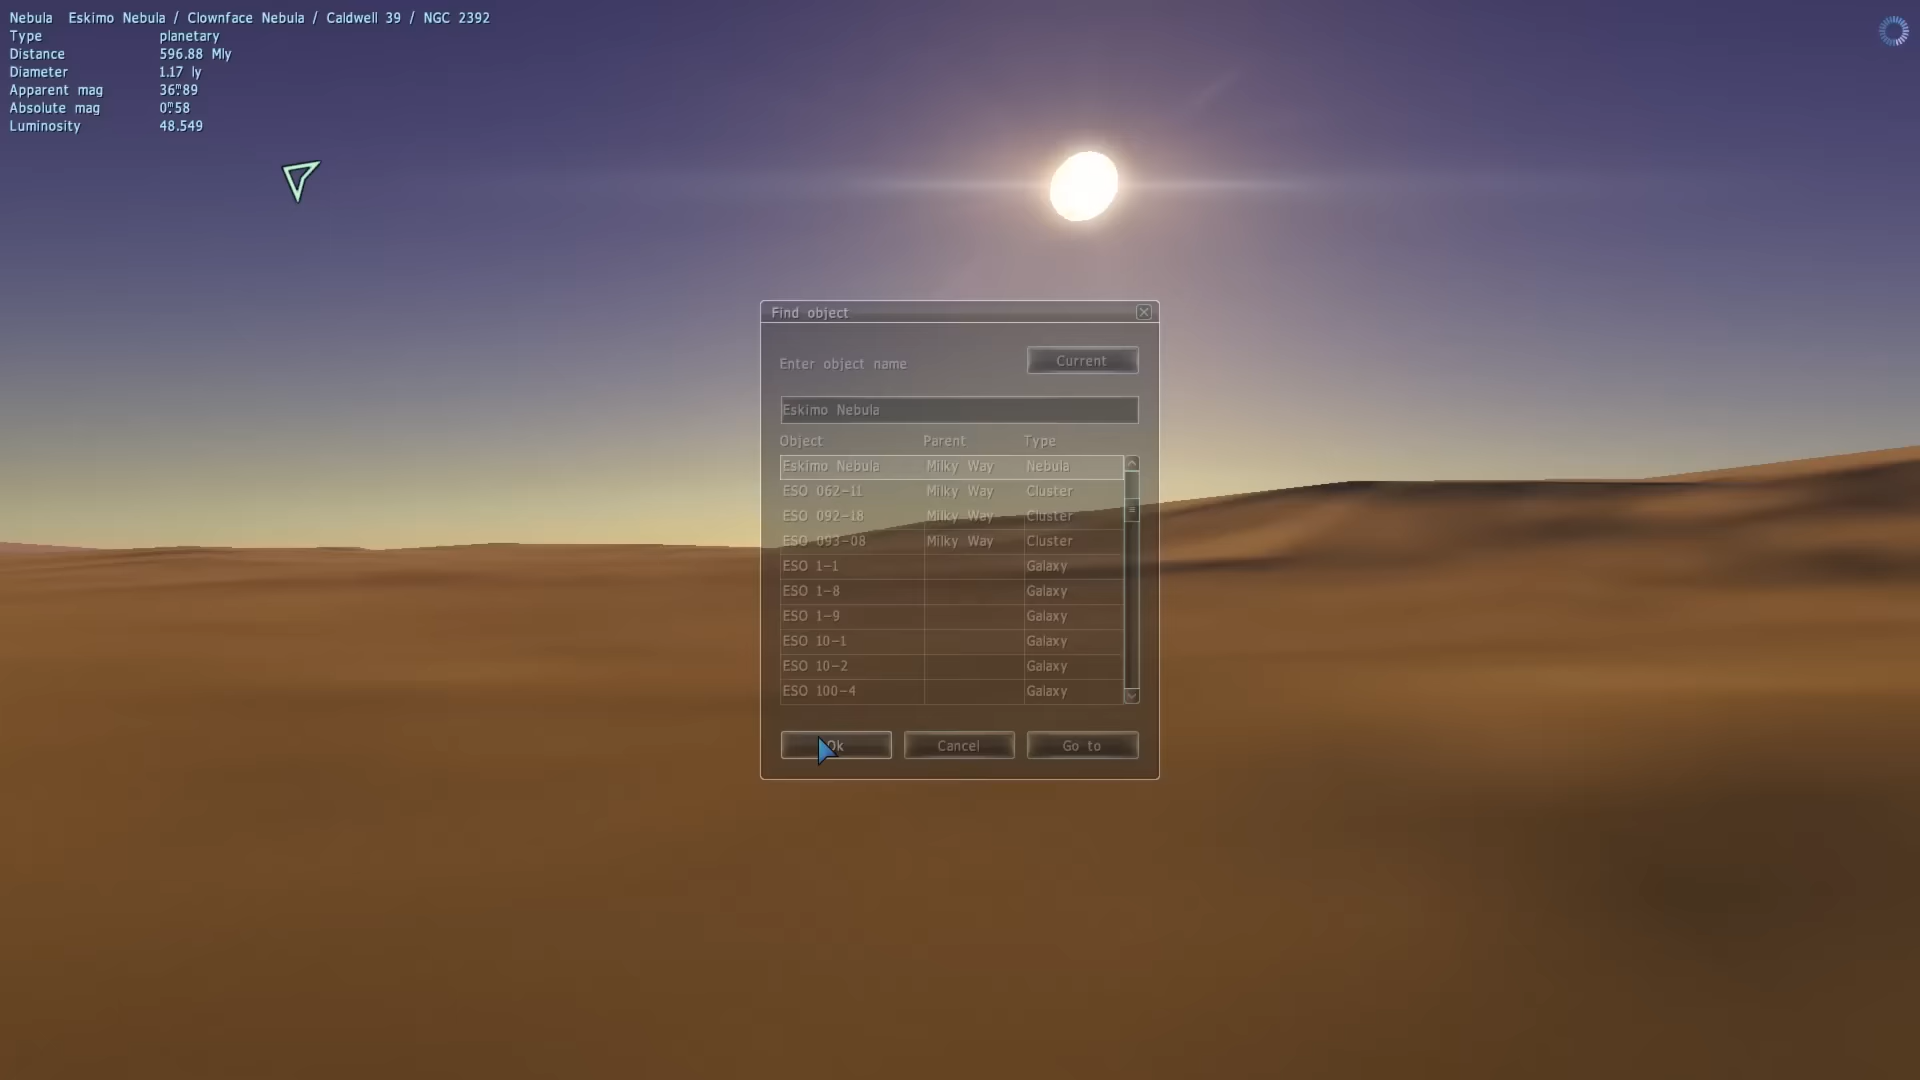 Nebula Eskimo Nebula / Clownface Nebula / Caldwell 39 / NGC 2392
Type planetary
Distance 596.88 Mly
Diameter 1.17 ly
Apparent mag 36ᵐ.89
Absolute mag 0ᵐ.58
Luminosity 48.549
Find object
Enter object name Current
Eskimo Nebula
Object Parent Type
Eskimo Nebula Milky Way Nebula
ESO 062-11 Milky Way Cluster
ESO 092-18 Milky Way Cluster
ESO 093-08 Milky Way Cluster
ESO 1-1 Galaxy
ESO 1-8 Galaxy
ESO 1-9 Galaxy
ESO 10-1 Galaxy
ESO 10-2 Galaxy
ESO 100-4 Galaxy
Ok Cancel Go to